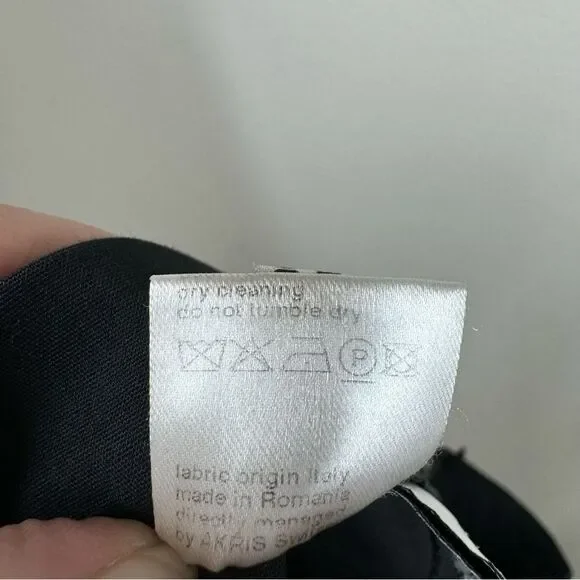 dry cleaning
do not tumble dry
P
fabric origin Italy
made in Romania
directly managed
by AKRIS